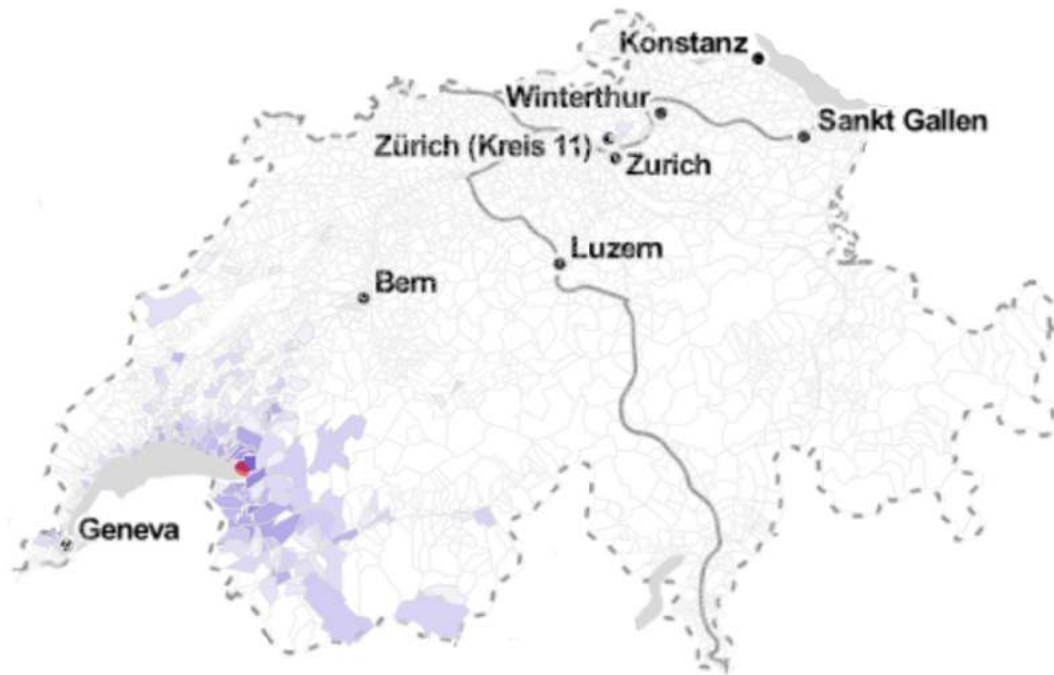 Konstanz
Winterthur
Sankt Gallen
Zürich (Kreis 11)
Zurich
Luzern
Bern
Geneva